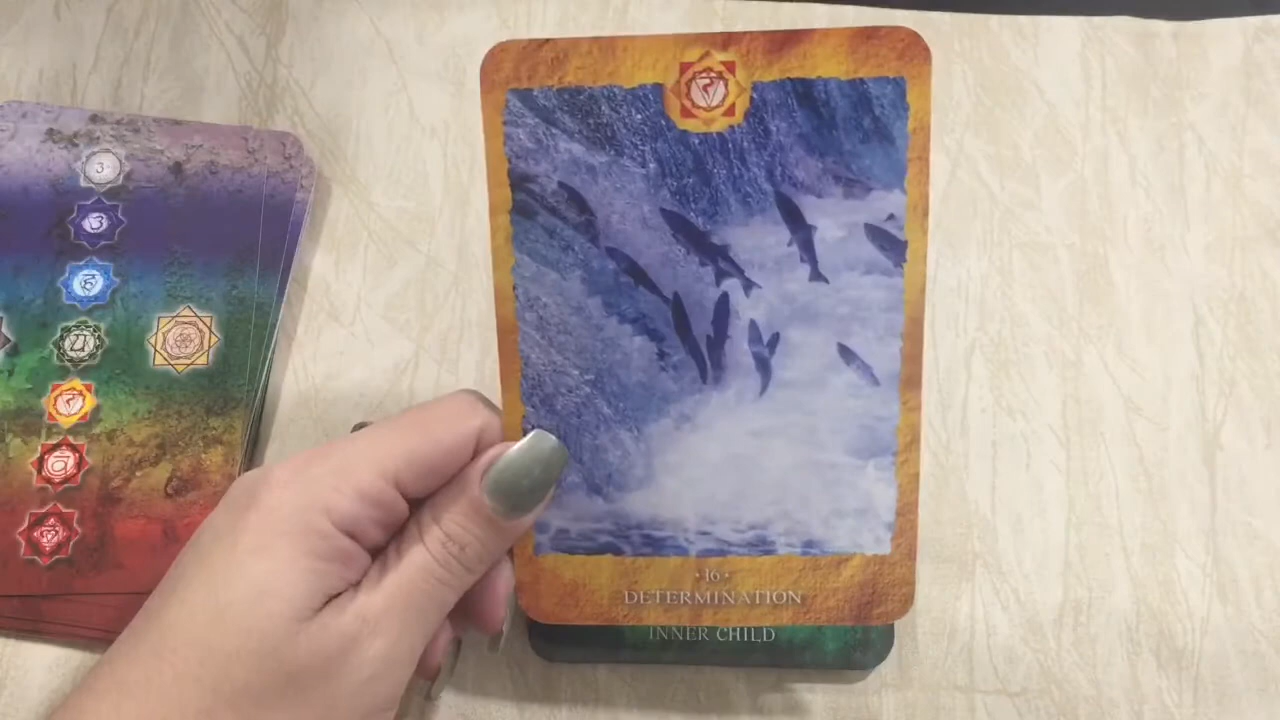 • 16 •
DETERMINATION
INNER CHILD